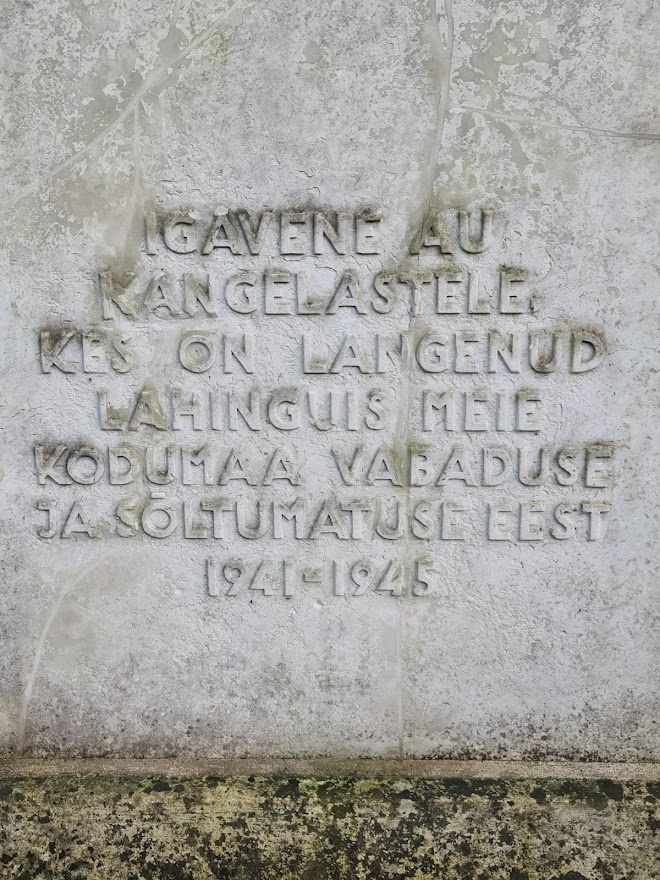 IGAVENE AU
KANGELASTELE,
KES ON LANGENUD
LAHINGUIS MEIE
KODUMAA VABADUSE
JA SÕLTUMATUSE EEST
1941-1945